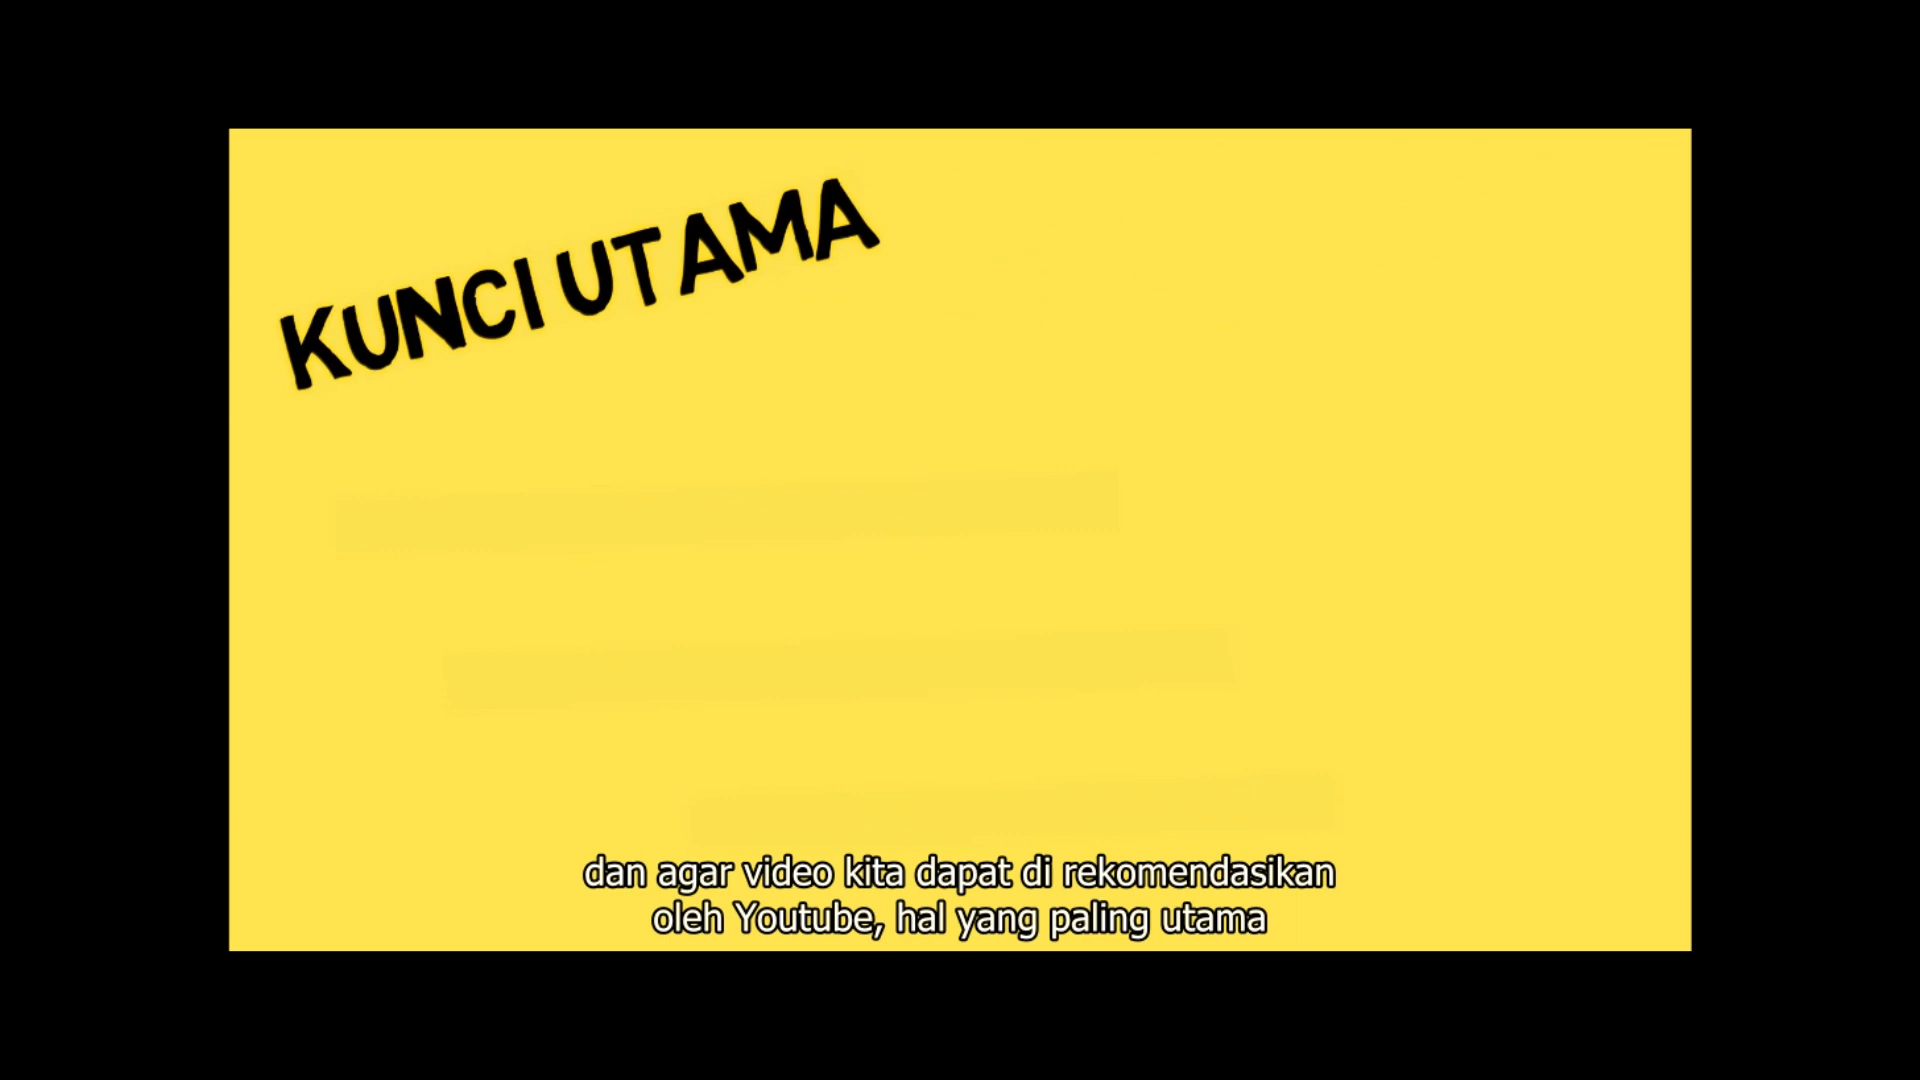 KUNCI UTAMA
dan agar video kita dapat di rekomendasikan
oleh Youtube, hal yang paling utama